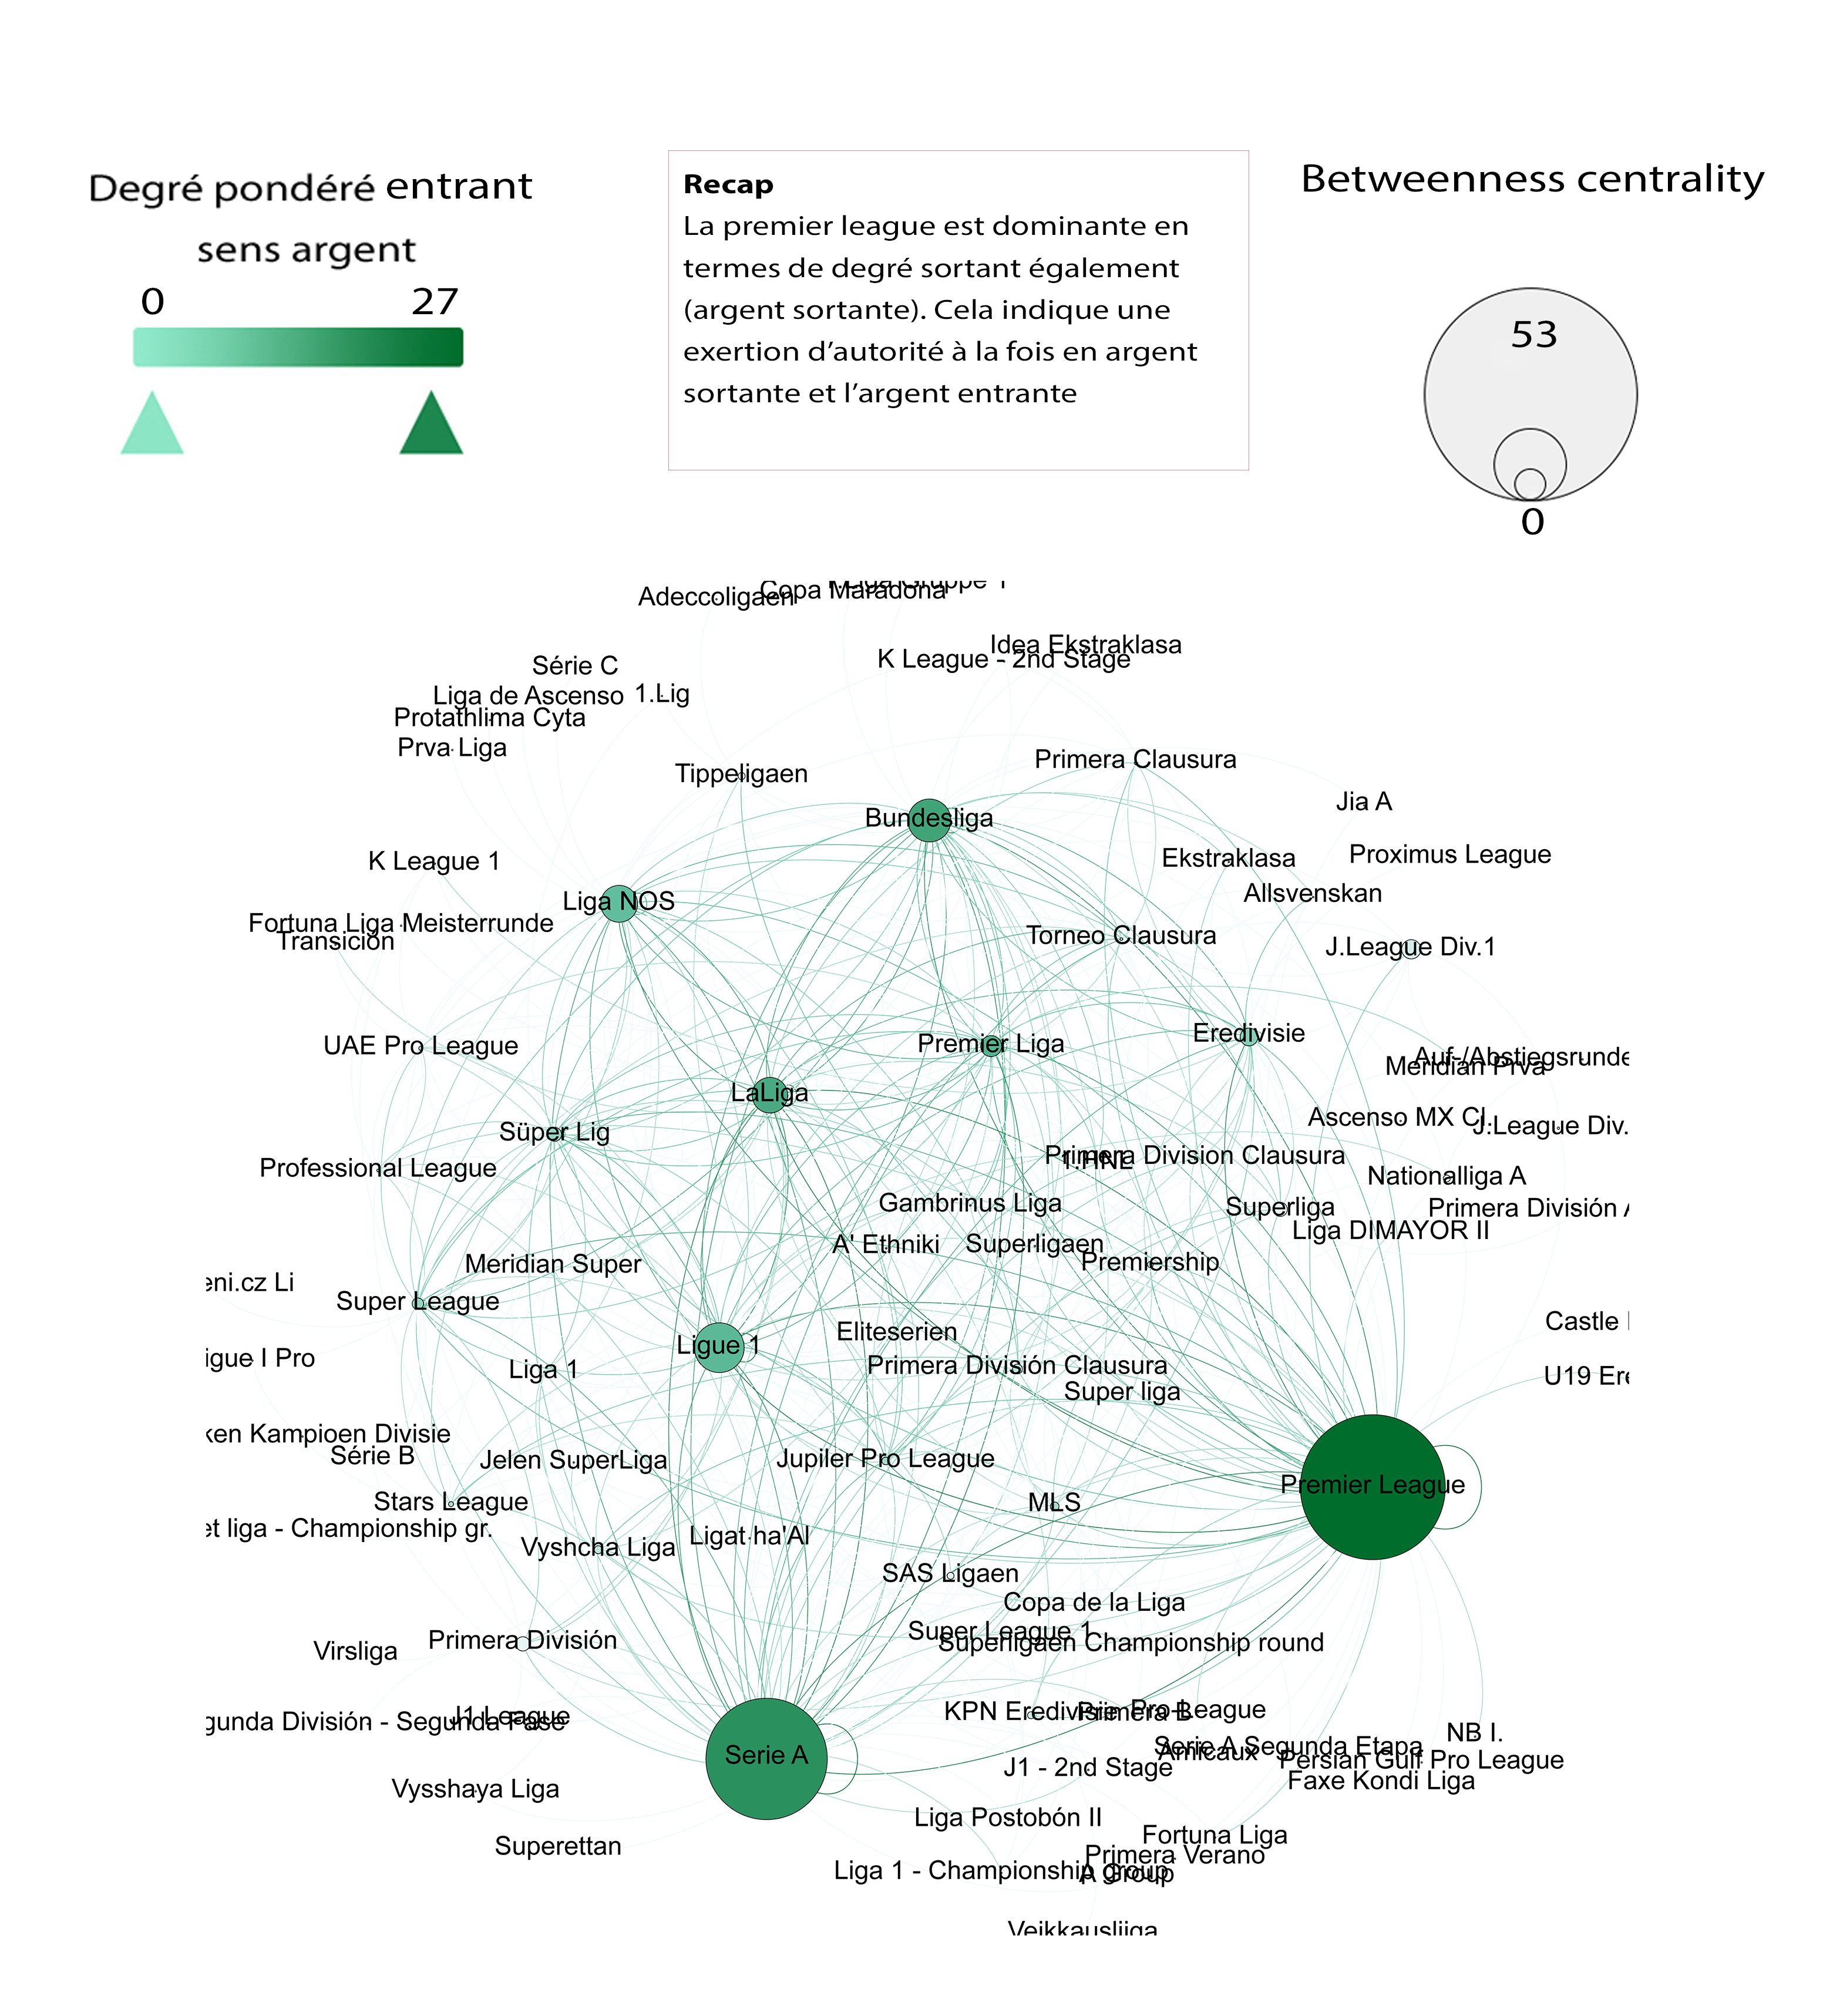 Degré pondéré entrant
sens argent
0 27
Recap
La premier league est dominante en
termes de degré sortant également
(argent sortante). Cela indique une
exertion d'autorité à la fois en argent
sortante et l'argent entrante
Betweenness centrality
53
0
Adeccoligaen
Copa Maradona
Idea Ekstraklasa
K League - 2nd Stage
Série C
Liga de Ascenso
1.Lig
Protathlima Cyta
Prva Liga
Tippeligaen
Primera Clausura
Jia A
Bundesliga
K League 1
Ekstraklasa
Proximus League
Allsvenskan
Liga NOS
Fortuna Liga Meisterrunde
Transición
Torneo Clausura
J.League Div.1
UAE Pro League
Premier Liga
Eredivisie
Auf-/Abstiegsrunde
Meridian Prva
LaLiga
Ascenso MX Cl.
J.League Div.
Süper Lig
Professional League
Primera Division Clausura
1.HNL
Nationalliga A
Gambrinus Liga
Superliga
Primera División A
Liga DIMAYOR II
A' Ethniki
Superligaen
Premiership
Meridian Super
eni.cz Li
Super League
Castle
Eliteserien
Ligue 1
igue I Pro
Liga 1
Primera División Clausura
U19 Ere
Super liga
ken Kampioen Divisie
Série B
Jelen SuperLiga
Jupiler Pro League
Premier League
Stars League
MLS
et liga - Championship gr.
Ligat ha'Al
Vyshcha Liga
SAS Ligaen
Copa de la Liga
Super League 1
Primera División
Superligaen Championship round
Virsliga
KPN Eredivisie
Primera B
Pro League
J1 League
gunda División - Segunda Fase
NB I.
Serie A Segunda Etapa
Amicaux
Serie A
Persian Gulf Pro League
J1 - 2nd Stage
Faxe Kondi Liga
Vysshaya Liga
Liga Postobón II
Fortuna Liga
Superettan
Primera Verano
Liga 1 - Championship group
A Group
Veikkausliiga